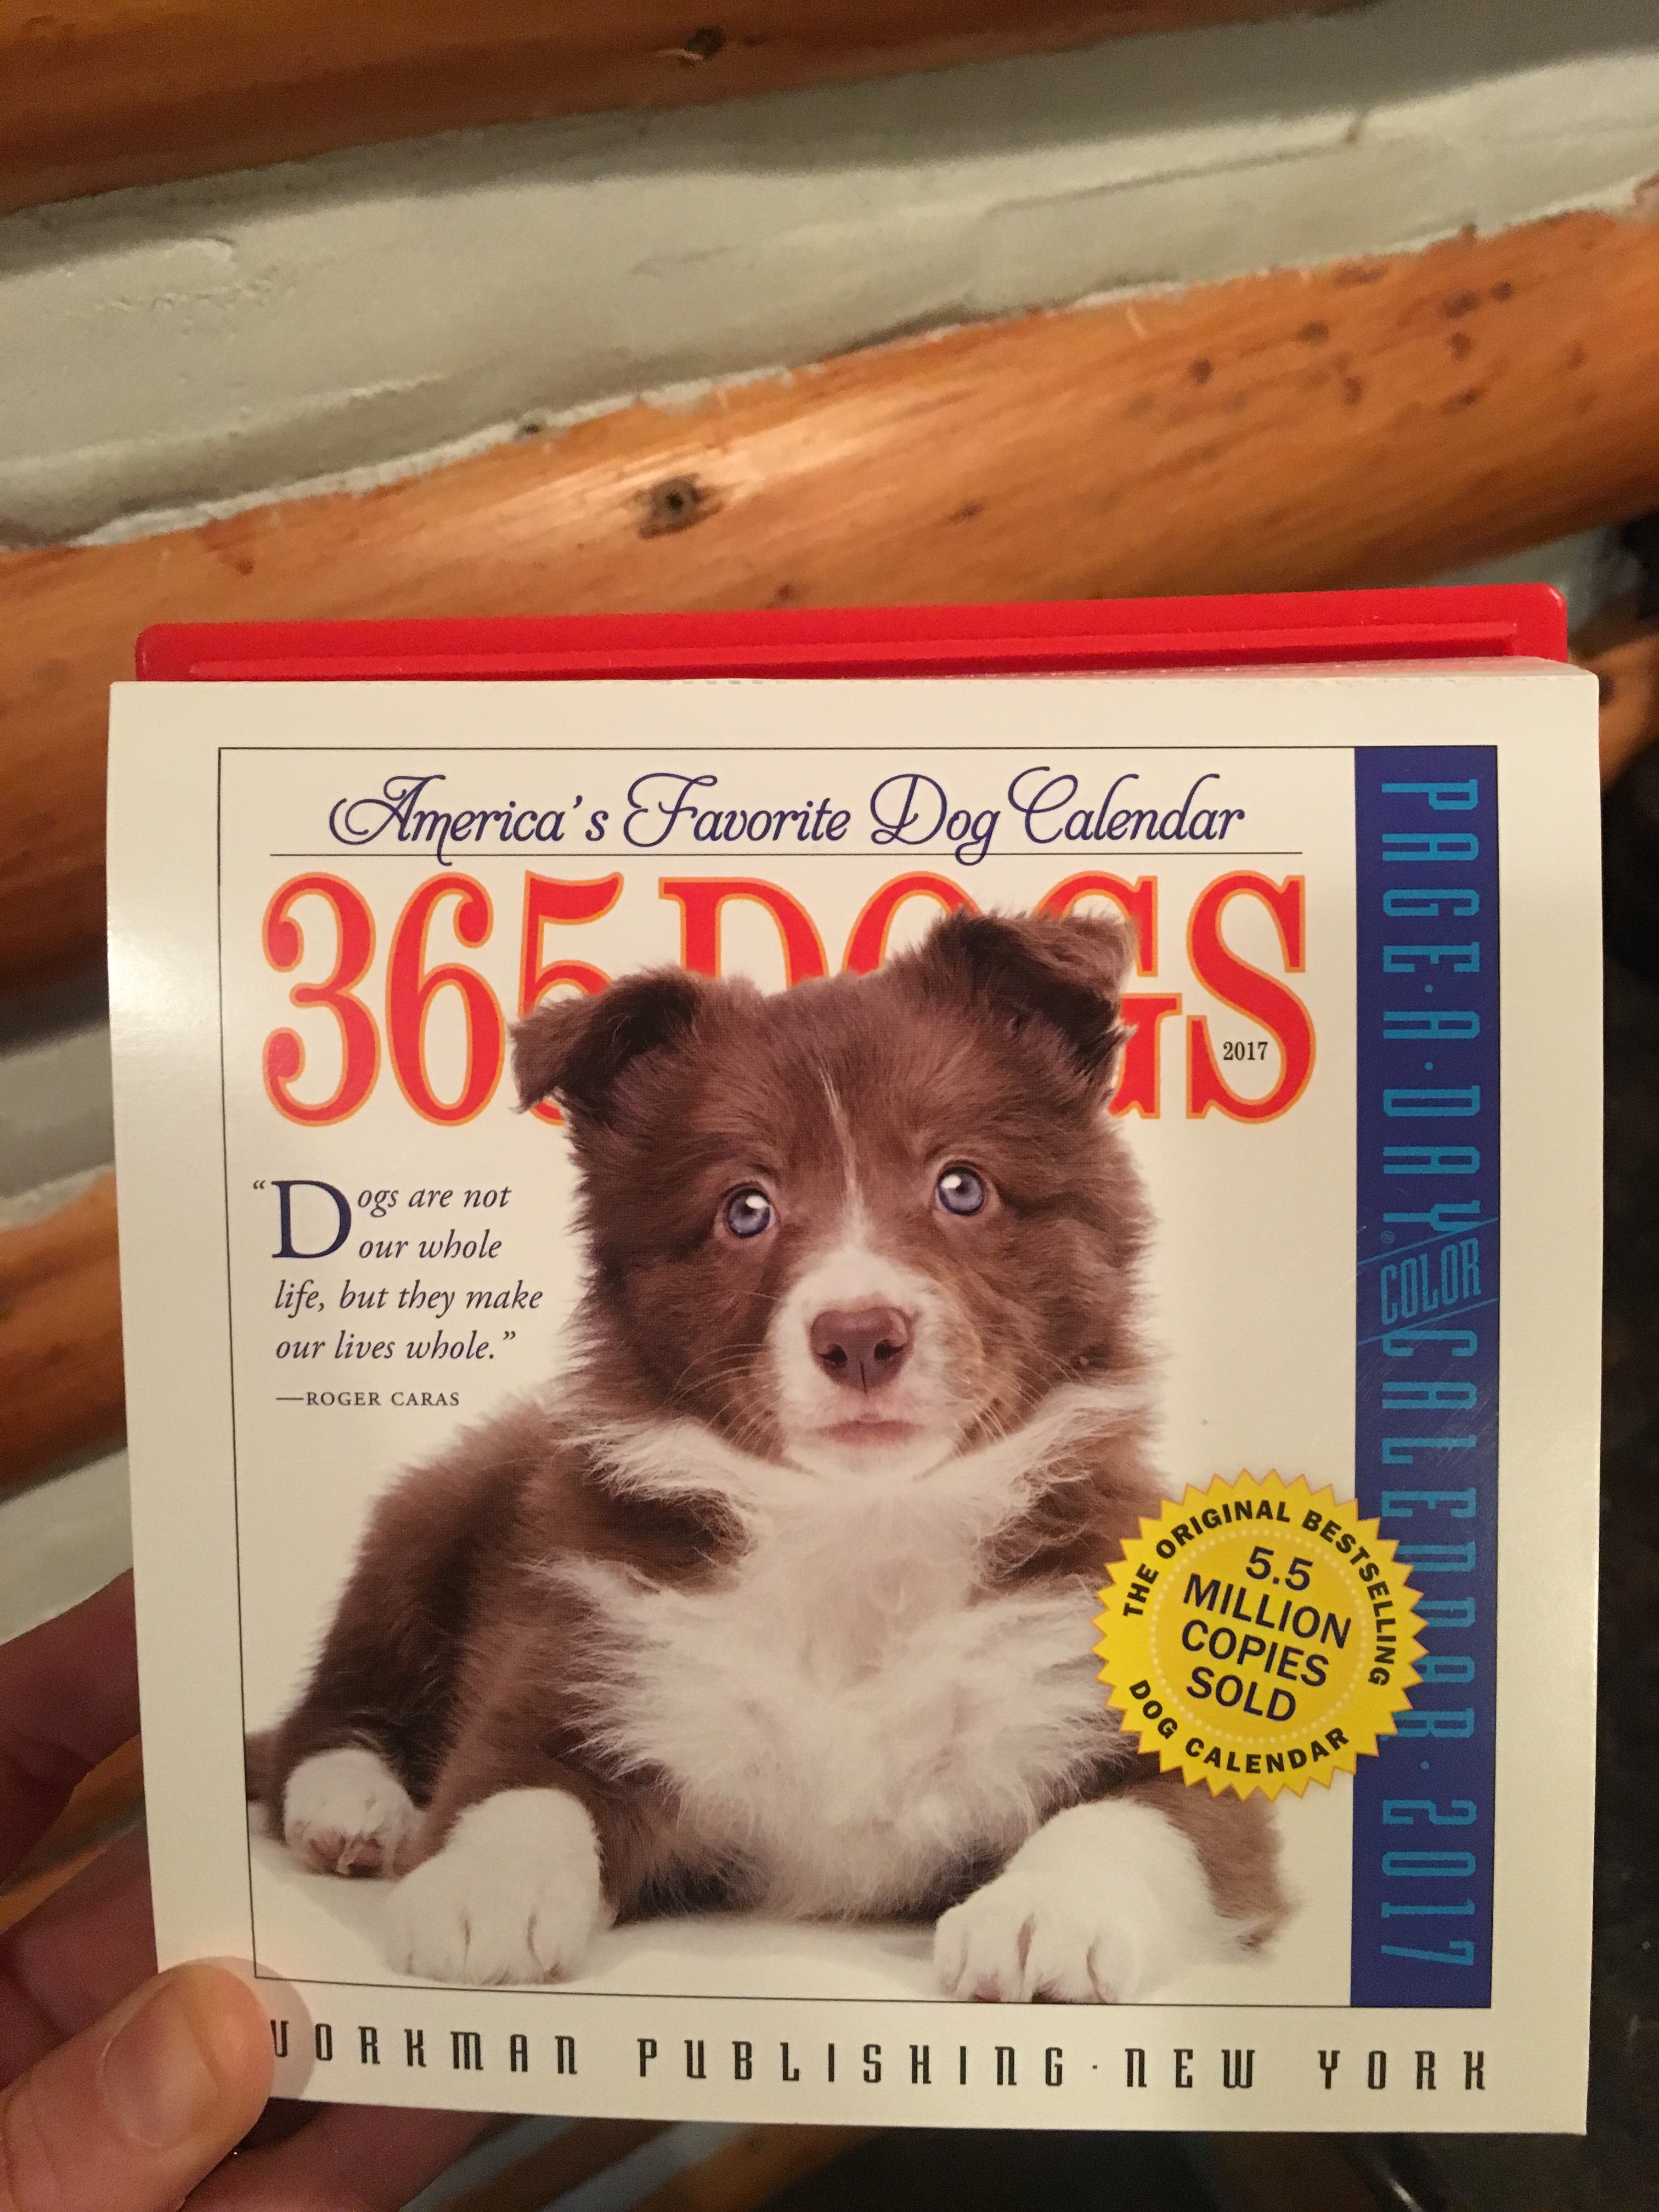 America's Favorite Dog Calendar
365 DOGS
2017
"Dogs are not
our whole
life, but they make
our lives whole."
—ROGER CARAS
PAGE·A·DAY® COLOR CALENDAR·2017
THE ORIGINAL BESTSELLING
5.5
MILLION
COPIES
SOLD
DOG CALENDAR
WORKMAN PUBLISHING·NEW YORK